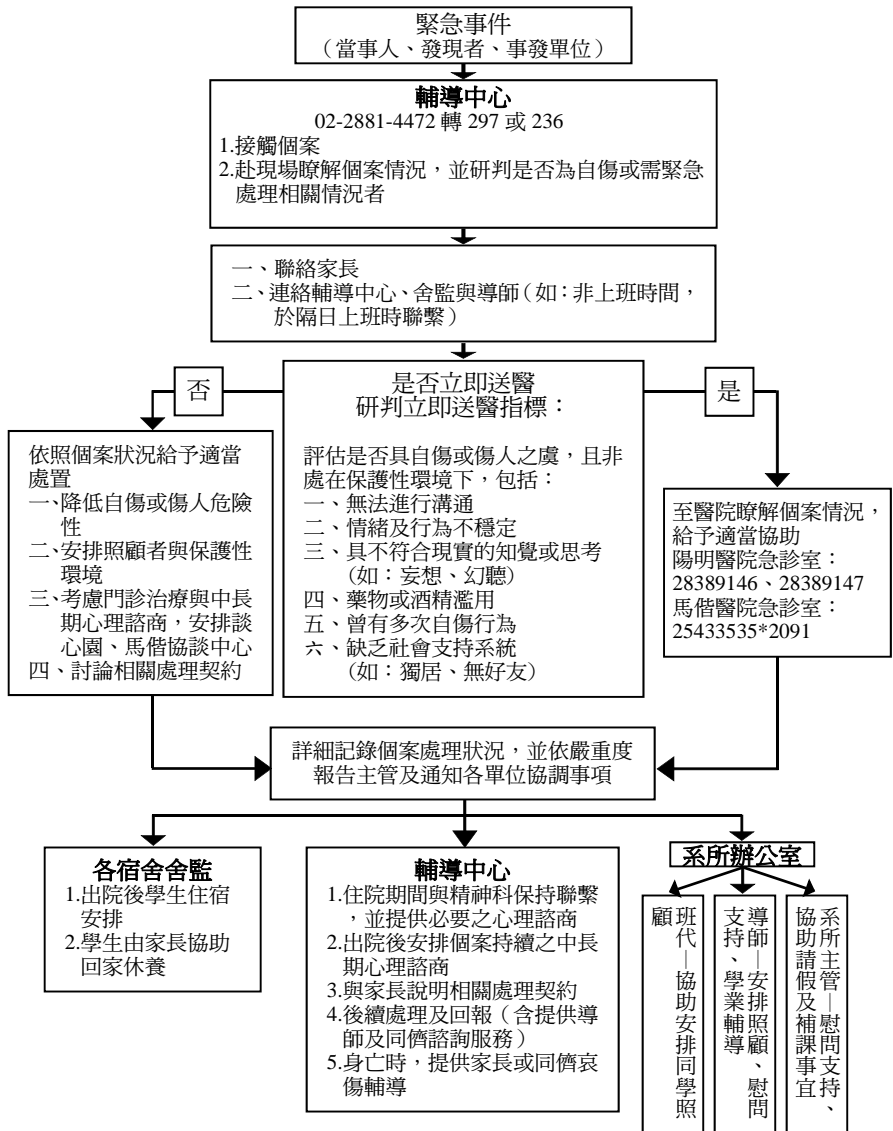 緊急事件
（當事人、發現者、事發單位）
輔導中心
02-2881-4472 轉 297 或 236
1.接觸個案
2.赴現場瞭解個案情況，並研判是否為自傷或需緊急
處理相關情況者
一、聯絡家長
二、連絡輔導中心、舍監與導師（如：非上班時間，
於隔日上班時聯繫）
否
是否立即送醫
研判立即送醫指標：
評估是否具自傷或傷人之虞，且非
處在保護性環境下，包括：
一、無法進行溝通
二、情緒及行為不穩定
三、具不符合現實的知覺或思考
(如：妄想、幻聽)
四、藥物或酒精濫用
五、曾有多次自傷行為
六、缺乏社會支持系統
(如：獨居、無好友)
是
依照個案狀況給予適當
處置
一、降低自傷或傷人危險
性
二、安排照顧者與保護性
環境
三、考慮門診治療與中長
期心理諮商，安排談
心園、馬偕協談中心
四、討論相關處理契約
至醫院瞭解個案情況，
給予適當協助
陽明醫院急診室：
28389146、28389147
馬偕醫院急診室：
25433535*2091
詳細記錄個案處理狀況，並依嚴重度
報告主管及通知各單位協調事項
各宿舍舍監
1.出院後學生住宿
安排
2.學生由家長協助
回家休養
輔導中心
1.住院期間與精神科保持聯繫
，並提供必要之心理諮商
2.出院後安排個案持續之中長
期心理諮商
3.與家長說明相關處理契約
4.後續處理及回報（含提供導
師及同儕諮詢服務）
5.身亡時，提供家長或同儕哀
傷輔導
系所辦公室
班代－協助安排同學照
顧
導師－安排照顧、慰問
支持、學業輔導
系所主管－慰問支持、
協助請假及補課事宜